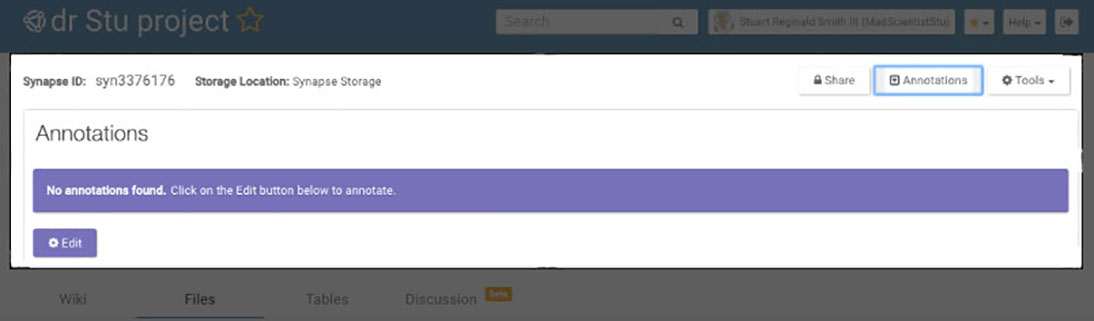 dr Stu project
Search
Stuart Reginald Smith III (MadScientistStu)
Help
Synapse ID: syn3376176 Storage Location: Synapse Storage
Share
Annotations
Tools
Annotations
No annotations found. Click on the Edit button below to annotate.
Edit
Wiki
Files
Tables
Discussion
beta